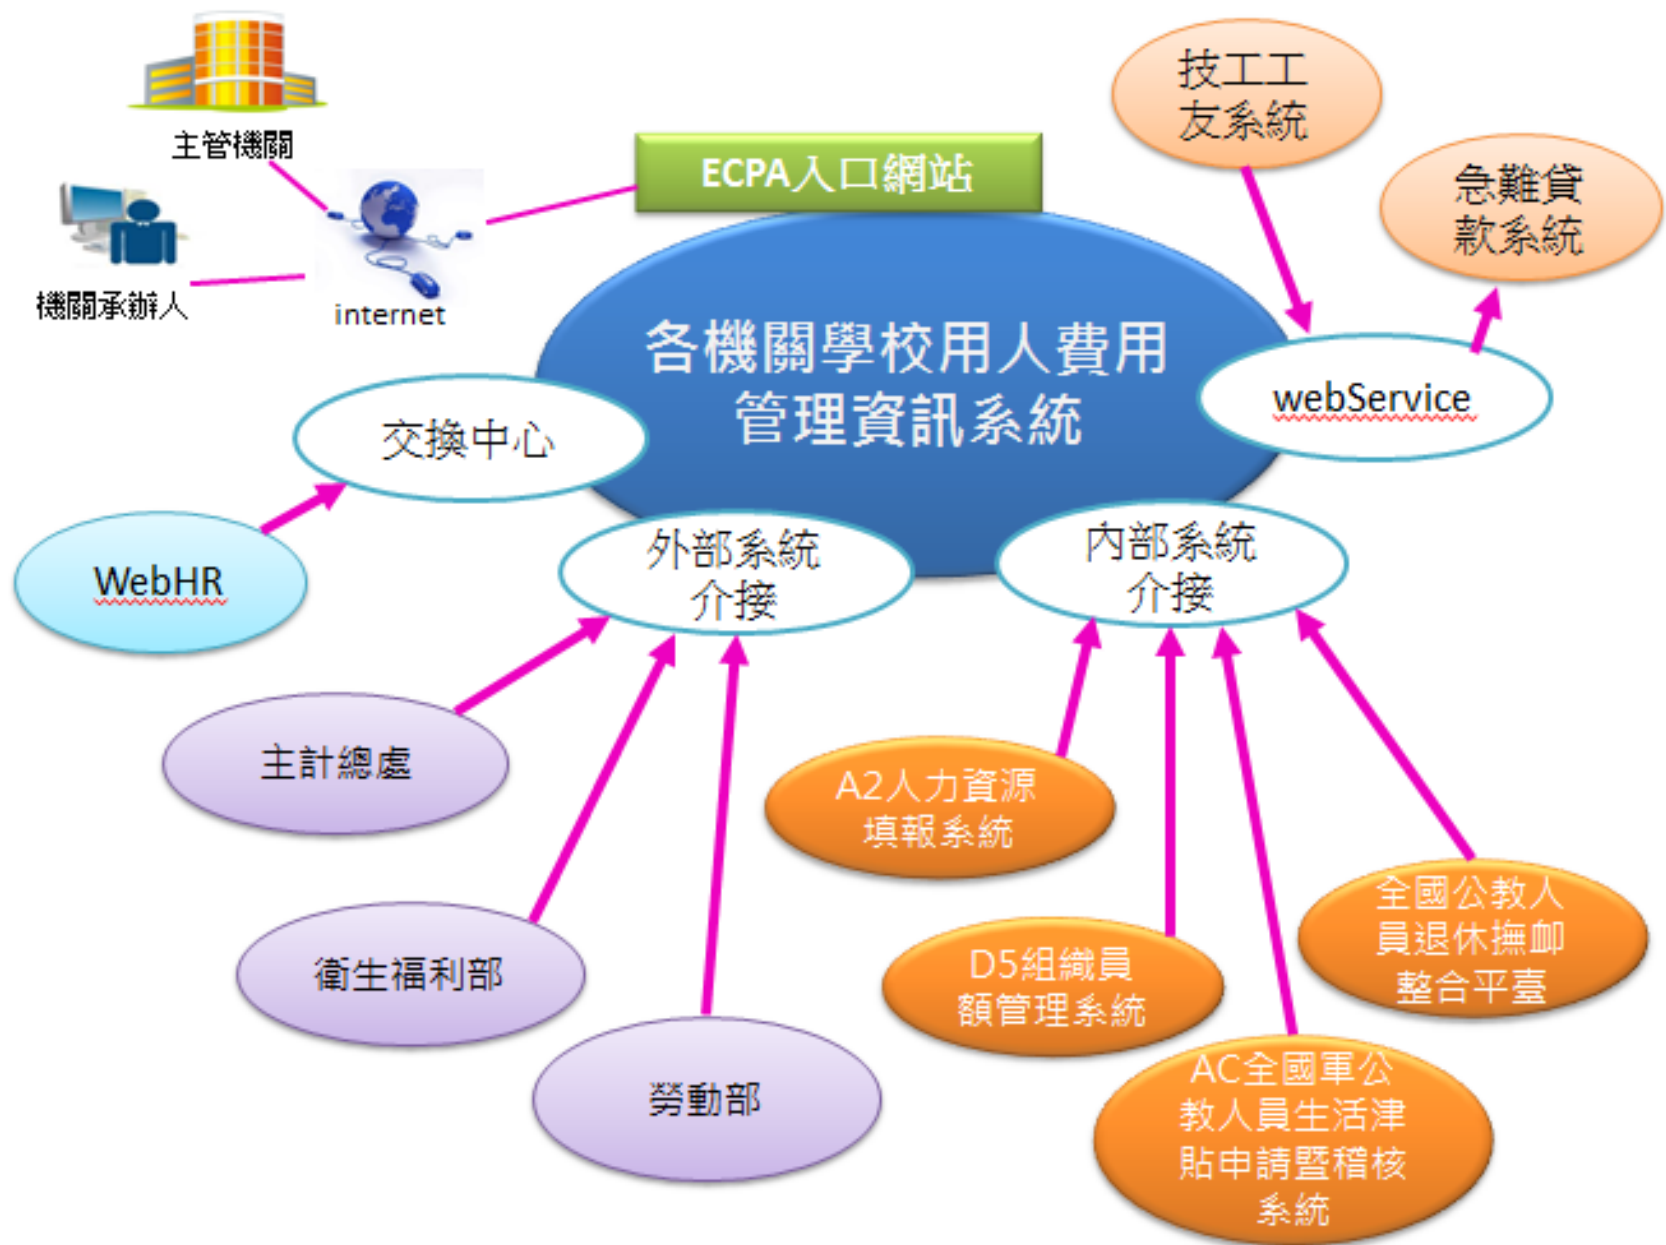 主管機關
機關承辦人
internet
ECPA人口網站
技工工
友系統
急難貸
款系統
各機關學校用人費用
管理資訊系統
webService
交換中心
WebHR
外部系統
介接
內部系統
介接
主計總處
衛生福利部
勞動部
A2人力資源
填報系統
D5組織員
額管理系統
AC全國軍公
教人員生活津
貼申請暨稽核
系統
全國公教人
員退休撫卹
整合平臺